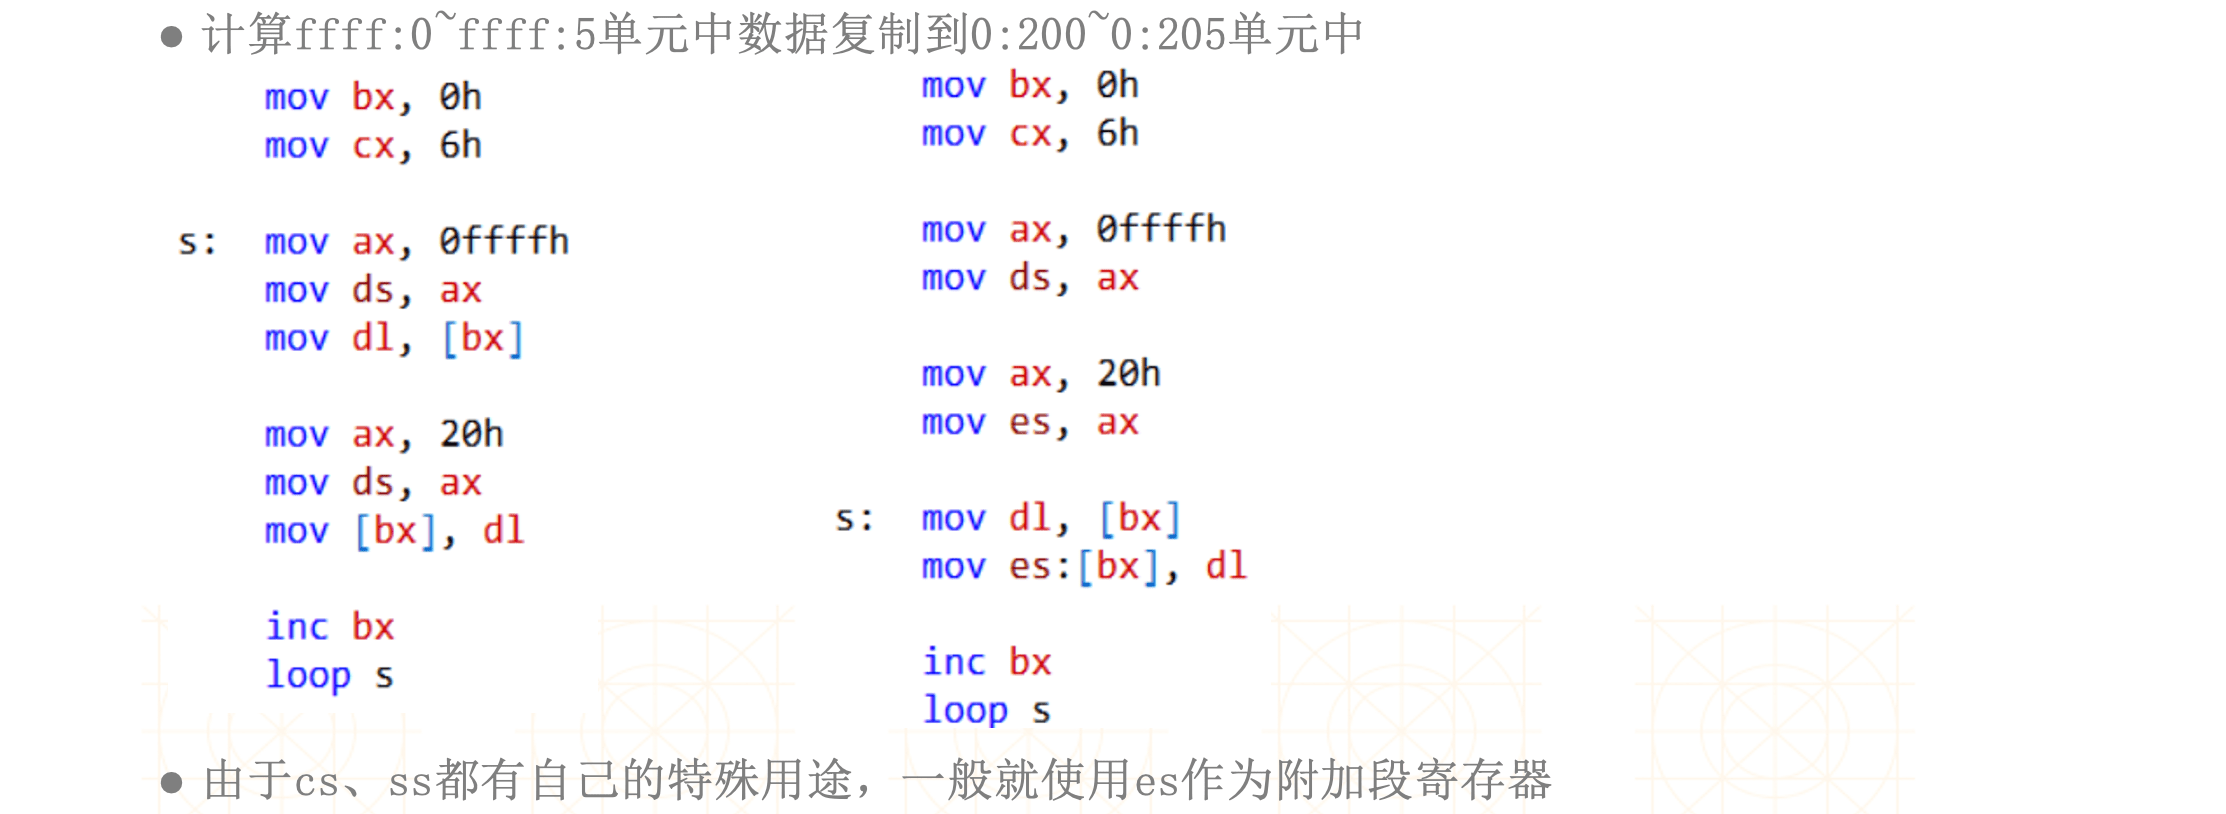 ● 计算ffff:0~ffff:5单元中数据复制到0:200~0:205单元中
mov bx, 0h
mov cx, 6h
s: mov ax, 0ffffh
mov ds, ax
mov dl, [bx]
mov ax, 20h
mov ds, ax
mov [bx], dl
inc bx
loop s
mov bx, 0h
mov cx, 6h
mov ax, 0ffffh
mov ds, ax
mov ax, 20h
mov es, ax
s: mov dl, [bx]
mov es:[bx], dl
inc bx
loop s
● 由于cs、ss都有自己的特殊用途，一般就使用es作为附加段寄存器